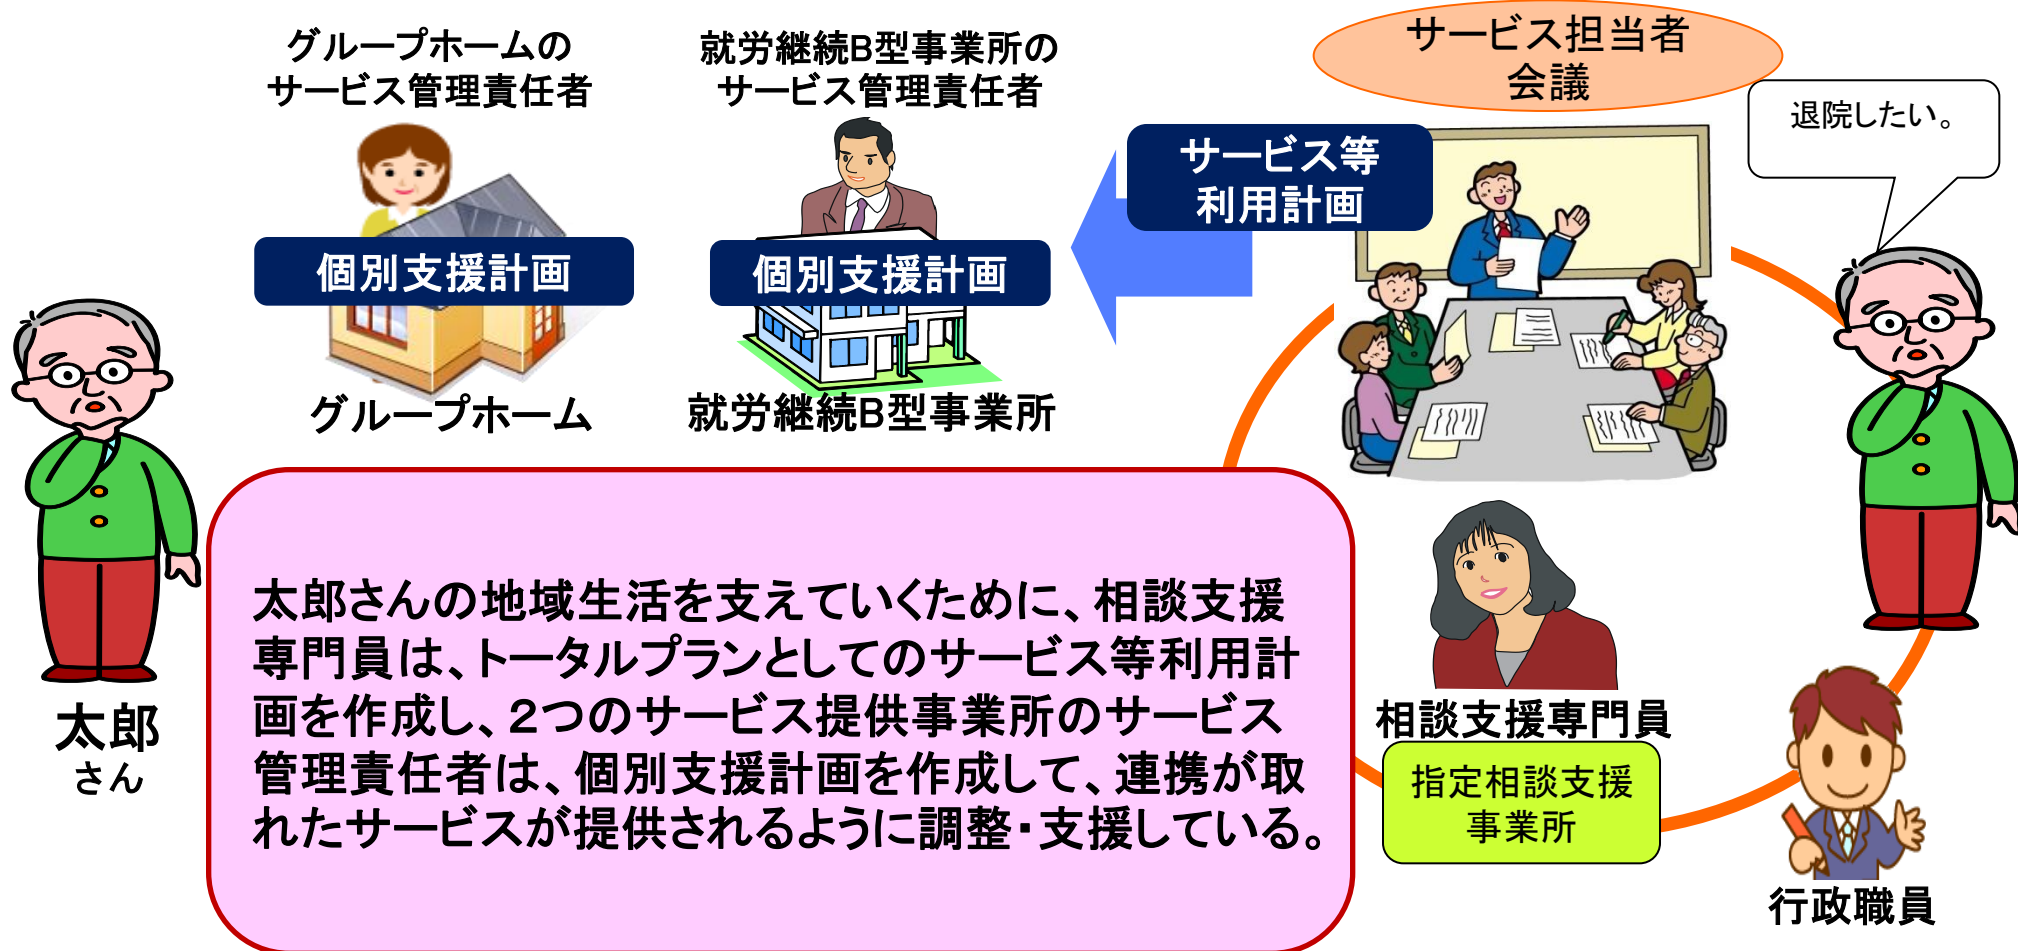 グループホームの
サービス管理責任者
就労継続B型事業所の
サービス管理責任者
サービス担当者
会議
退院したい。
サービス等
利用計画
個別支援計画
個別支援計画
グループホーム
就労継続B型事業所
太郎さんの地域生活を支えていくために、相談支援
専門員は、トータルプランとしてのサービス等利用計
画を作成し、２つのサービス提供事業所のサービス
管理責任者は、個別支援計画を作成して、連携が取
れたサービスが提供されるように調整・支援している。
太郎
さん
相談支援専門員
指定相談支援
事業所
行政職員